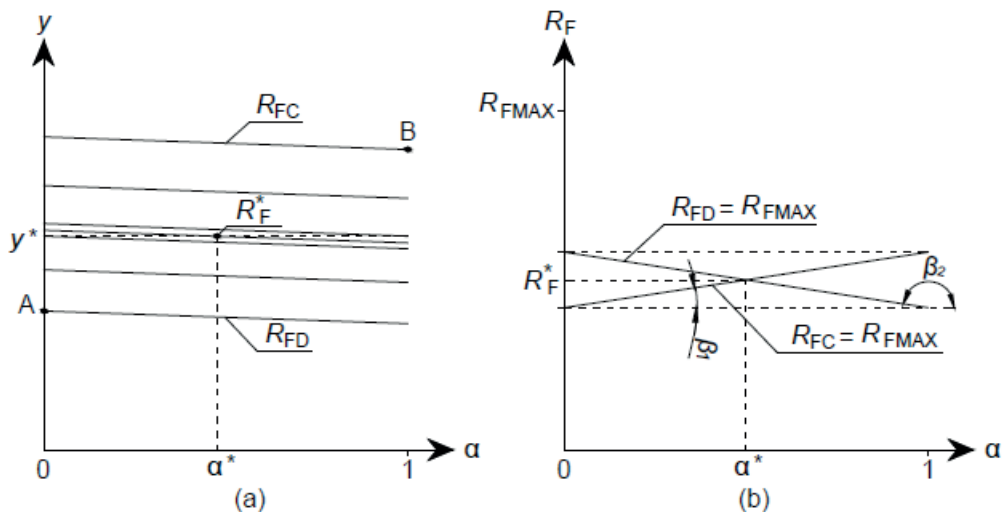 y
R_FC
B
R*_F
y*
A
R_FD
0
α*
1
α
(a)
R_F
R_FMAX
R_FD = R_FMAX
R*_F
β₂
β₁
R_FC = R_FMAX
0
α*
1
α
(b)